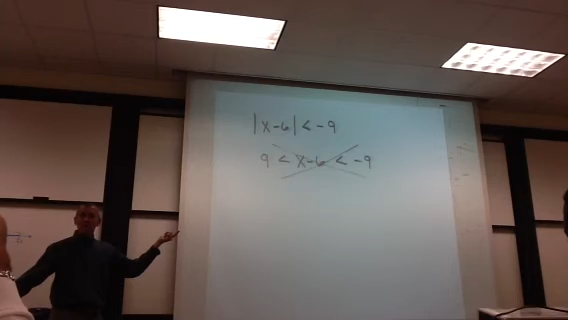 |x-6| < -9
9 < x-6 < -9